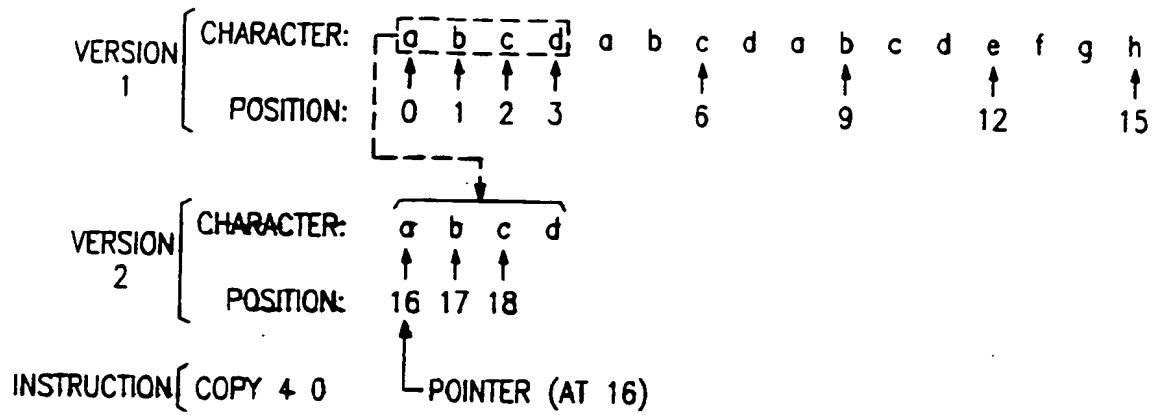 VERSION 1 CHARACTER: a b c d a b c d a b c d e f g h
POSITION: 0 1 2 3 6 9 12 15
VERSION 2 CHARACTER: a b c d
POSITION: 16 17 18
INSTRUCTION COPY 4 0 POINTER (AT 16)